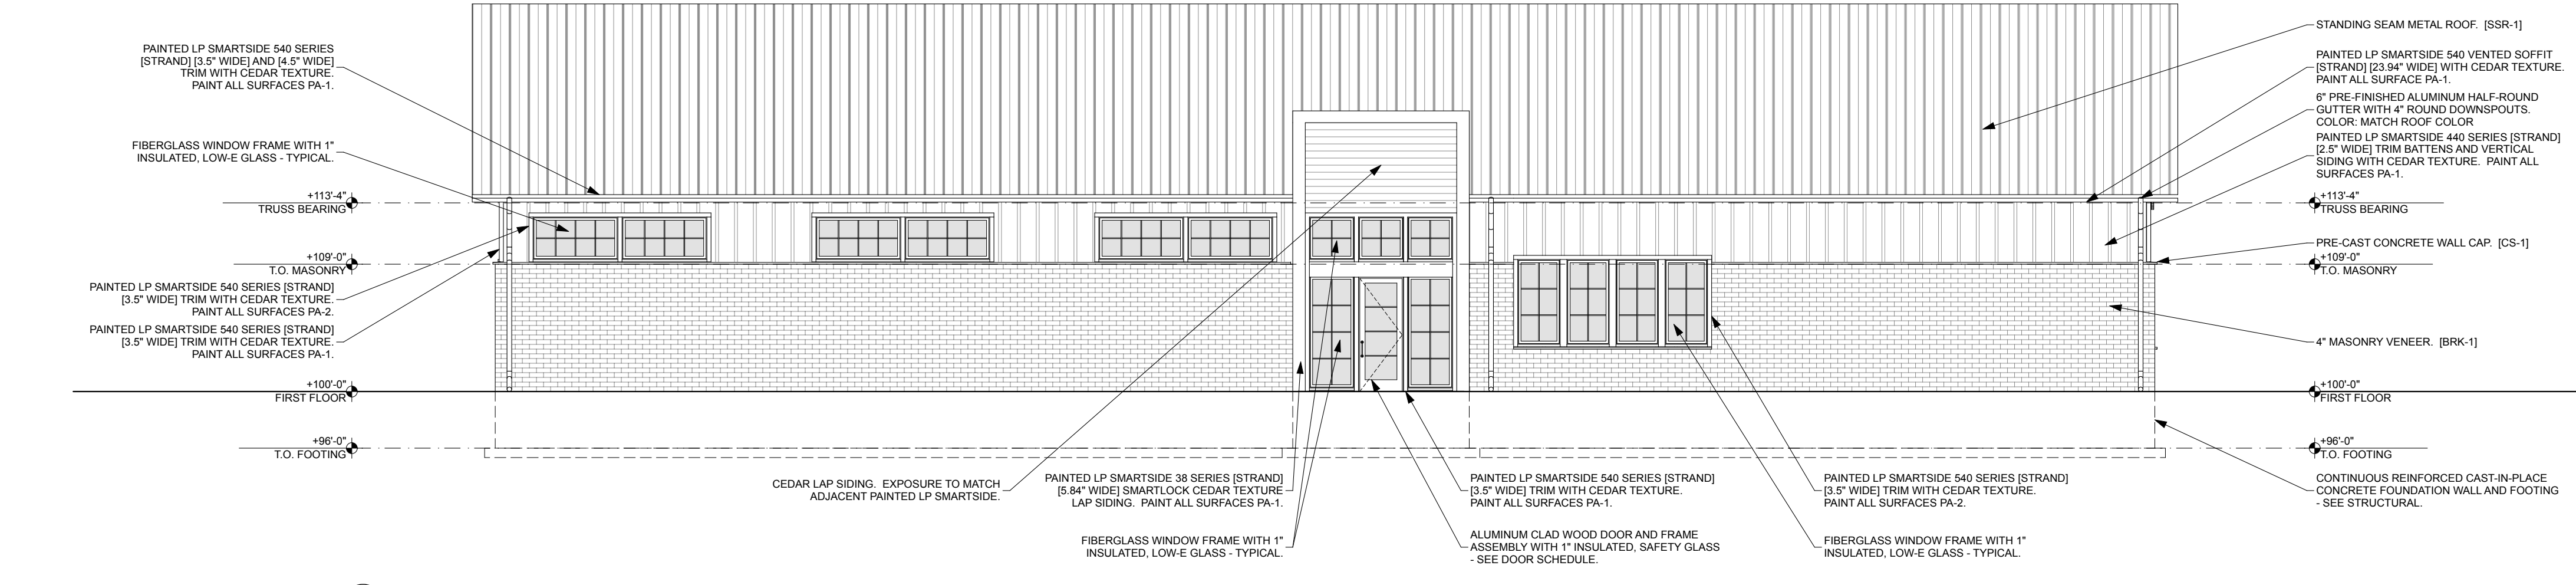 PAINTED LP SMARTSIDE 540 SERIES
[STRAND] [3.5" WIDE] AND [4.5" WIDE]
TRIM WITH CEDAR TEXTURE.
PAINT ALL SURFACES PA-1.
FIBERGLASS WINDOW FRAME WITH 1"
INSULATED, LOW-E GLASS - TYPICAL.
+113'-4"
TRUSS BEARING
+109'-0"
T.O. MASONRY
PAINTED LP SMARTSIDE 540 SERIES [STRAND]
[3.5" WIDE] TRIM WITH CEDAR TEXTURE.
PAINT ALL SURFACES PA-2.
PAINTED LP SMARTSIDE 540 SERIES [STRAND]
[3.5" WIDE] TRIM WITH CEDAR TEXTURE.
PAINT ALL SURFACES PA-1.
+100'-0"
FIRST FLOOR
+96'-0"
T.O. FOOTING
CEDAR LAP SIDING.  EXPOSURE TO MATCH
ADJACENT PAINTED LP SMARTSIDE.
PAINTED LP SMARTSIDE 38 SERIES [STRAND]
[5.84" WIDE] SMARTLOCK CEDAR TEXTURE
LAP SIDING.  PAINT ALL SURFACES PA-1.
FIBERGLASS WINDOW FRAME WITH 1"
INSULATED, LOW-E GLASS - TYPICAL.
PAINTED LP SMARTSIDE 540 SERIES [STRAND]
[3.5" WIDE] TRIM WITH CEDAR TEXTURE.
PAINT ALL SURFACES PA-1.
ALUMINUM CLAD WOOD DOOR AND FRAME
ASSEMBLY WITH 1" INSULATED, SAFETY GLASS
- SEE DOOR SCHEDULE.
PAINTED LP SMARTSIDE 540 SERIES [STRAND]
[3.5" WIDE] TRIM WITH CEDAR TEXTURE.
PAINT ALL SURFACES PA-2.
FIBERGLASS WINDOW FRAME WITH 1"
INSULATED, LOW-E GLASS - TYPICAL.
STANDING SEAM METAL ROOF.  [SSR-1]
PAINTED LP SMARTSIDE 540 VENTED SOFFIT
[STRAND] [23.94" WIDE] WITH CEDAR TEXTURE.
PAINT ALL SURFACE PA-1.
6" PRE-FINISHED ALUMINUM HALF-ROUND
GUTTER WITH 4" ROUND DOWNSPOUTS.
COLOR: MATCH ROOF COLOR
PAINTED LP SMARTSIDE 440 SERIES [STRAND]
[2.5" WIDE] TRIM BATTENS AND VERTICAL
SIDING WITH CEDAR TEXTURE.  PAINT ALL
SURFACES PA-1.
+113'-4"
TRUSS BEARING
PRE-CAST CONCRETE WALL CAP.  [CS-1]
+109'-0"
T.O. MASONRY
4" MASONRY VENEER.  [BRK-1]
+100'-0"
FIRST FLOOR
+96'-0"
T.O. FOOTING
CONTINUOUS REINFORCED CAST-IN-PLACE
CONCRETE FOUNDATION WALL AND FOOTING
- SEE STRUCTURAL.